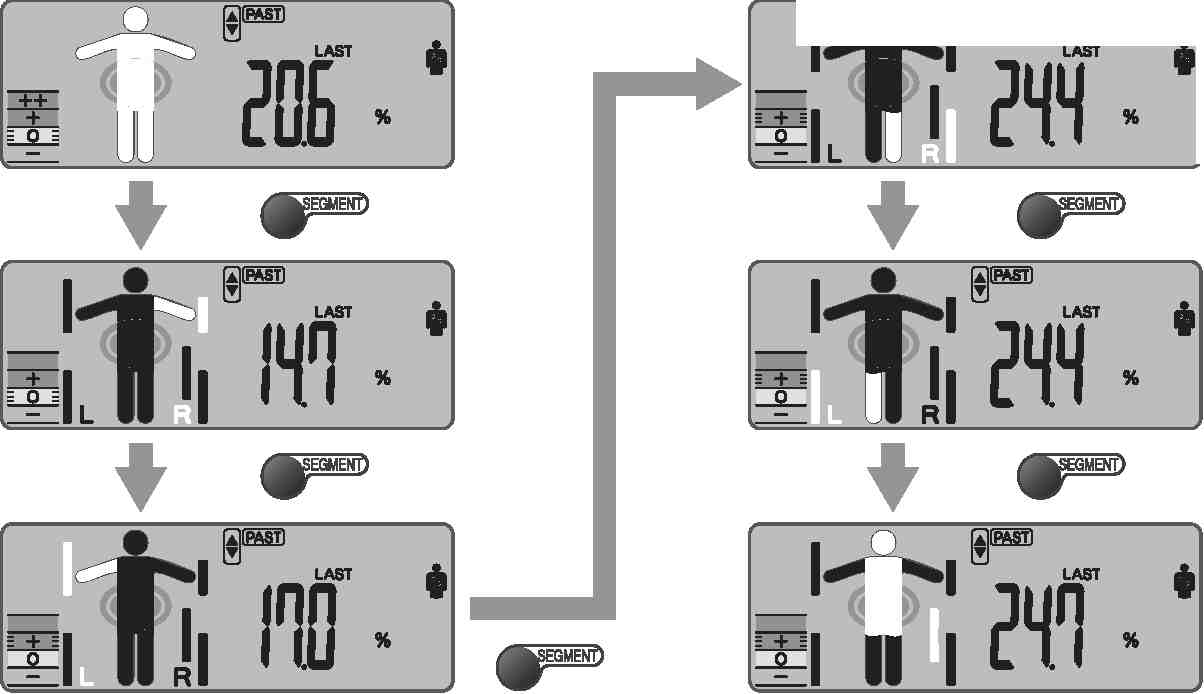 PAST
LAST
++
20.6 %
+
0
−
SEGMENT
PAST
LAST
14.7 %
+
0
− L R
SEGMENT
PAST
LAST
17.0 %
+
0
− L R
SEGMENT
LAST
24.4 %
+
0
− L R
SEGMENT
PAST
LAST
24.4 %
+
0
− L R
SEGMENT
PAST
LAST
24.7 %
+
0
−